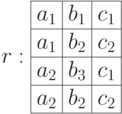 r :
a₁ b₁ c₁
a₁ b₂ c₂
a₂ b₃ c₁
a₂ b₂ c₂